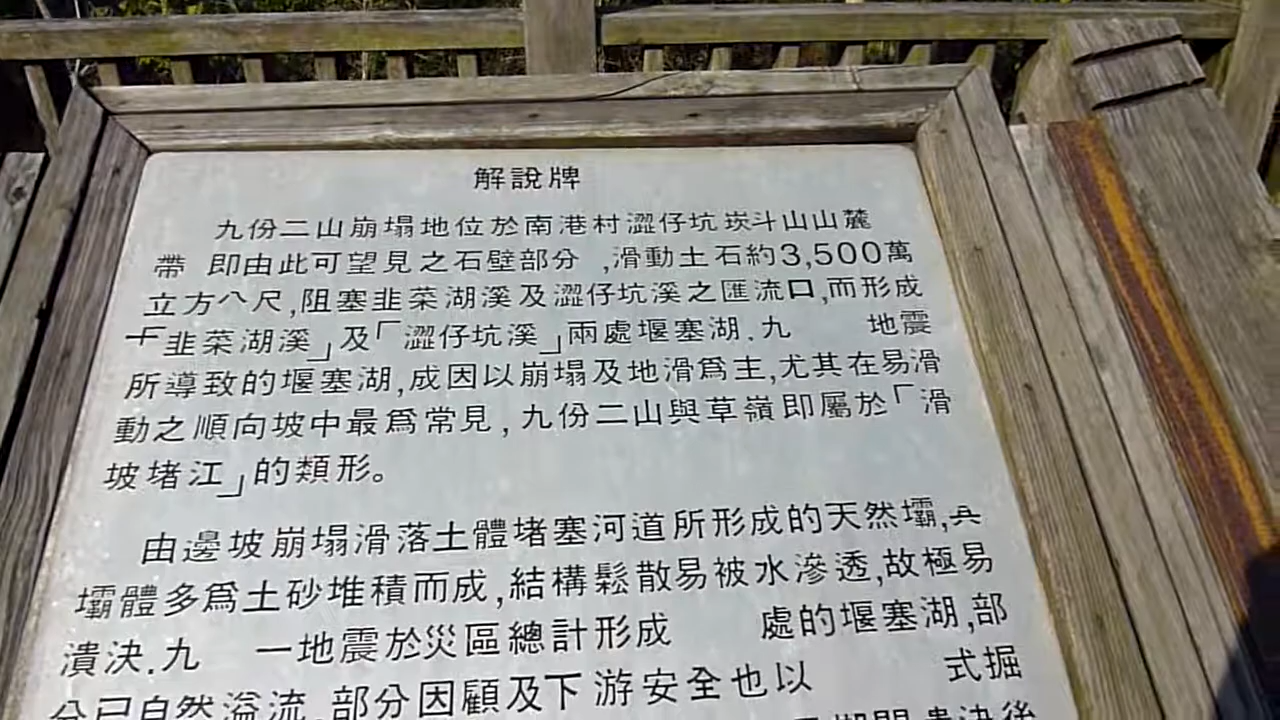 解說牌
九份二山崩塌地位於南港村澀仔坑崁斗山山麓
帶 即由此可望見之石壁部分 ,滑動土石約3,500萬
立方公尺,阻塞韭菜湖溪及澀仔坑溪之匯流口,而形成
「韭菜湖溪」及「澀仔坑溪」兩處堰塞湖.九 地震
所導致的堰塞湖,成因以崩塌及地滑爲主,尤其在易滑
動之順向坡中最爲常見,九份二山與草嶺即屬於「滑
坡堵江」的類形。
由邊坡崩塌滑落土體堵塞河道所形成的天然壩,其
壩體多爲土砂堆積而成,結構鬆散易被水滲透,故極易
潰決.九 一地震於災區總計形成 處的堰塞湖,部
分已自然溢流,部分因顧及下游安全也以 式掘
潰決後